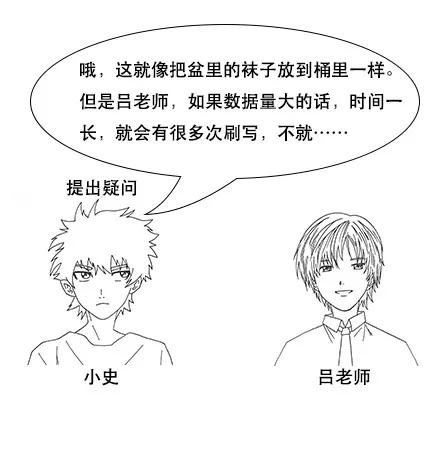 哦，这就像把盆里的袜子放到桶里一样。
但是吕老师，如果数据量大的话，时间一
长，就会有很多次刷写，不就……
提出疑问
小史
吕老师